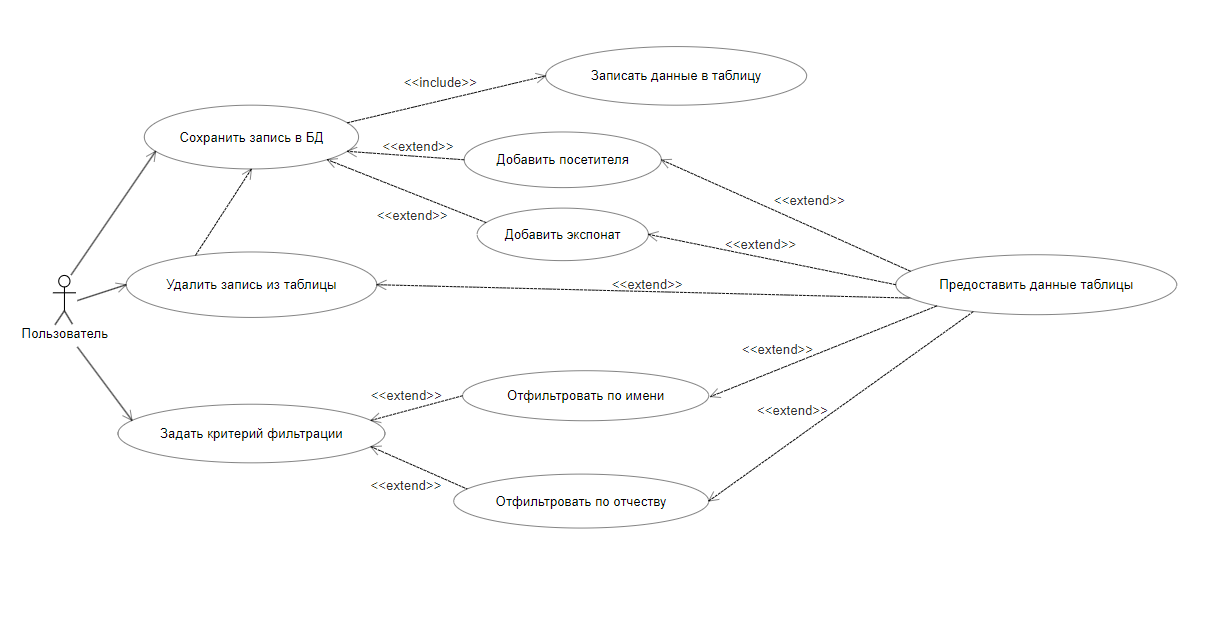 Записать данные в таблицу
<<include>>
Сохранить запись в БД
<<extend>>
Добавить посетителя
<<extend>>
<<extend>>
Добавить экспонат
<<extend>>
Удалить запись из таблицы
<<extend>>
Предоставить данные таблицы
Пользователь
<<extend>>
<<extend>>
Отфильтровать по имени
<<extend>>
Задать критерий фильтрации
<<extend>>
Отфильтровать по отчеству